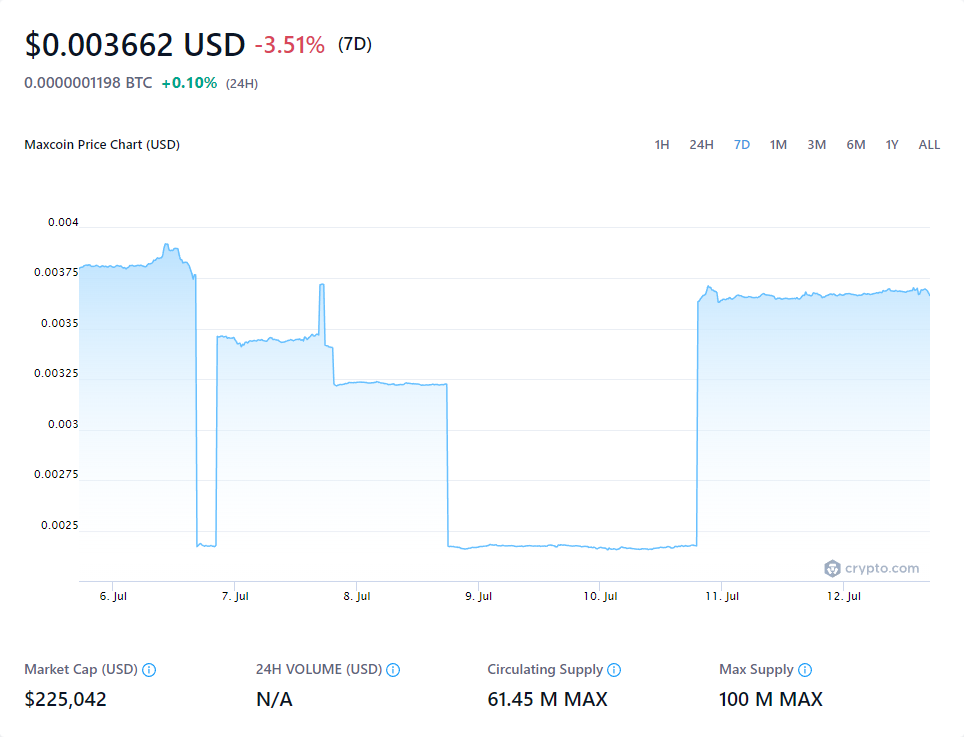 $0.003662 USD -3.51% (7D)
0.0000001198 BTC +0.10% (24H)
Maxcoin Price Chart (USD) 1H 24H 7D 1M 3M 6M 1Y ALL
0.004
0.00375
0.0035
0.00325
0.003
0.00275
0.0025
crypto.com
6. Jul 7. Jul 8. Jul 9. Jul 10. Jul 11. Jul 12. Jul
Market Cap (USD) 24H VOLUME (USD) Circulating Supply Max Supply
$225,042 N/A 61.45 M MAX 100 M MAX